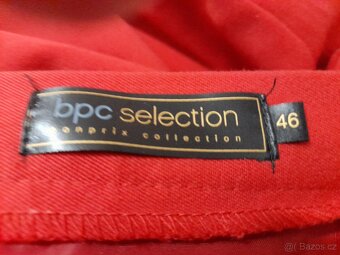 bpc selection
bonprix collection
46
bazos.cz